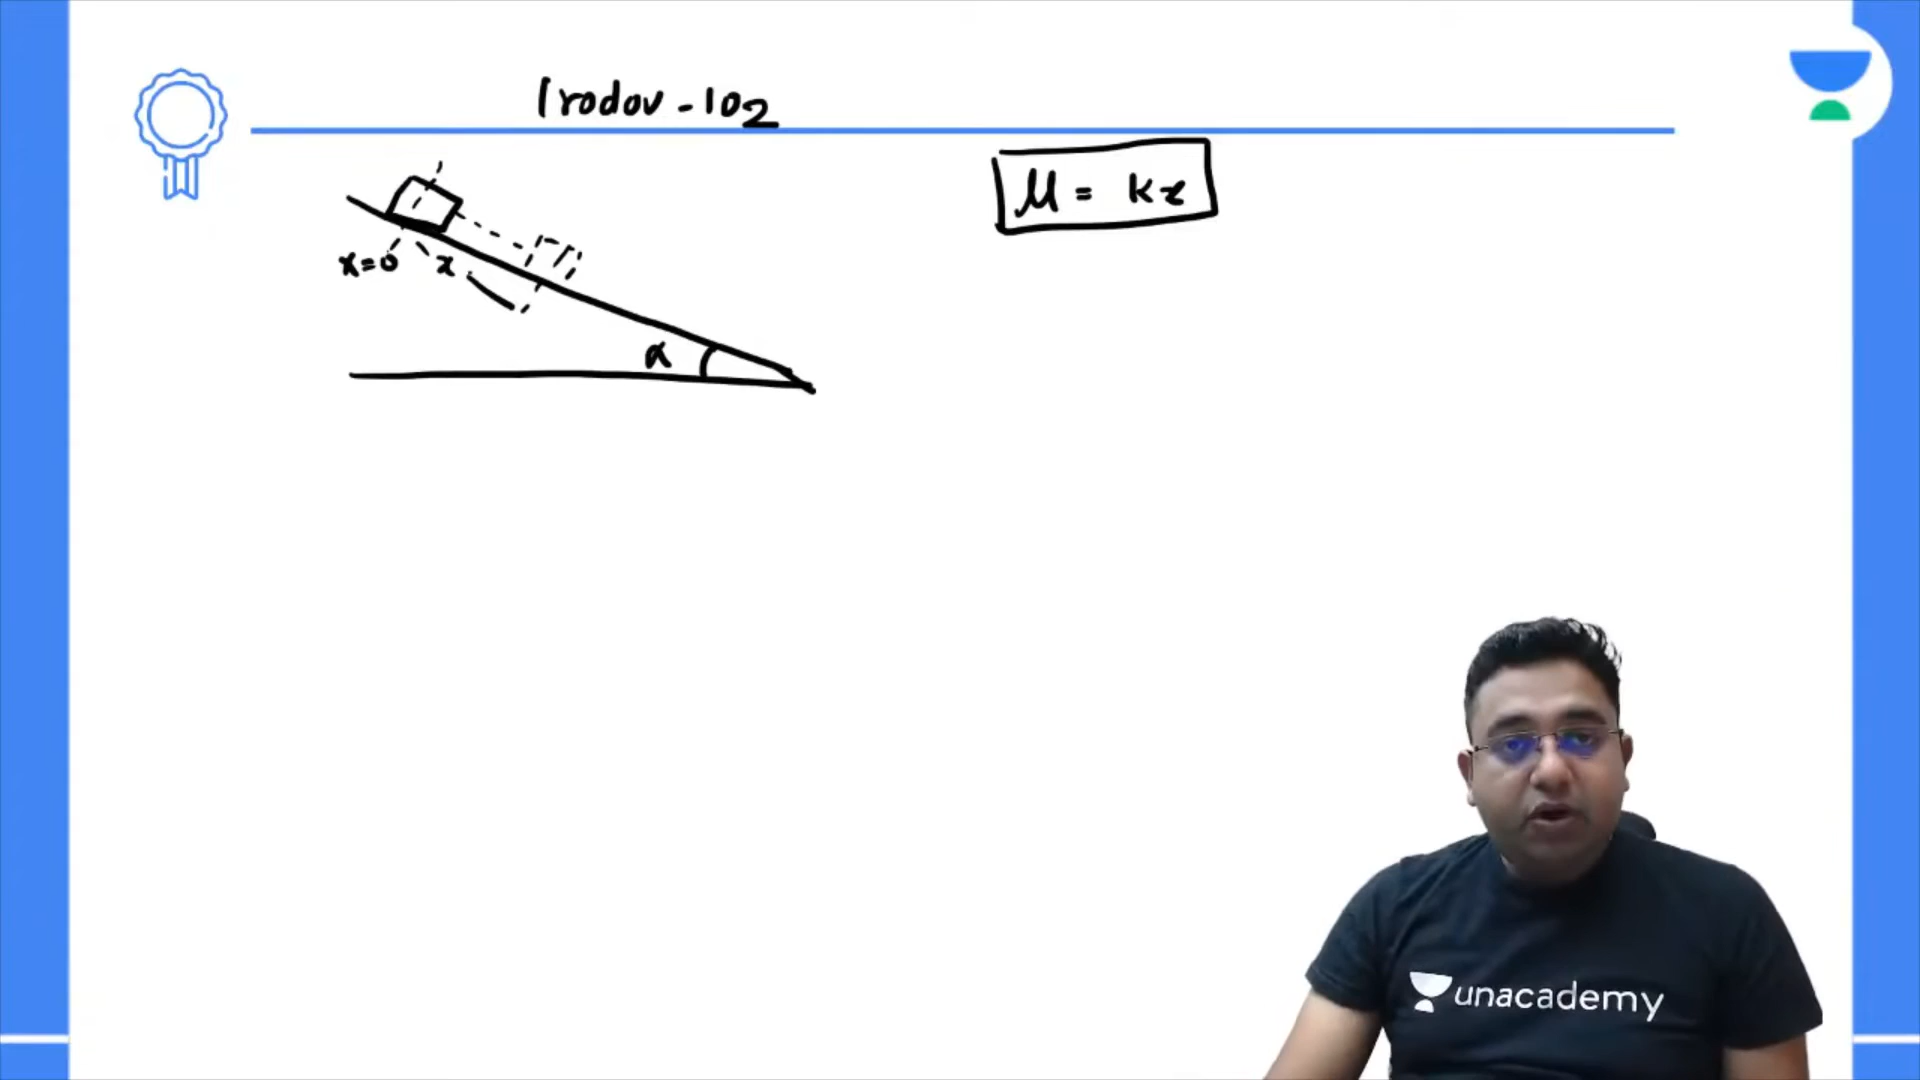 Irodov - 102
μ = kx
x=0
x
α
unacademy